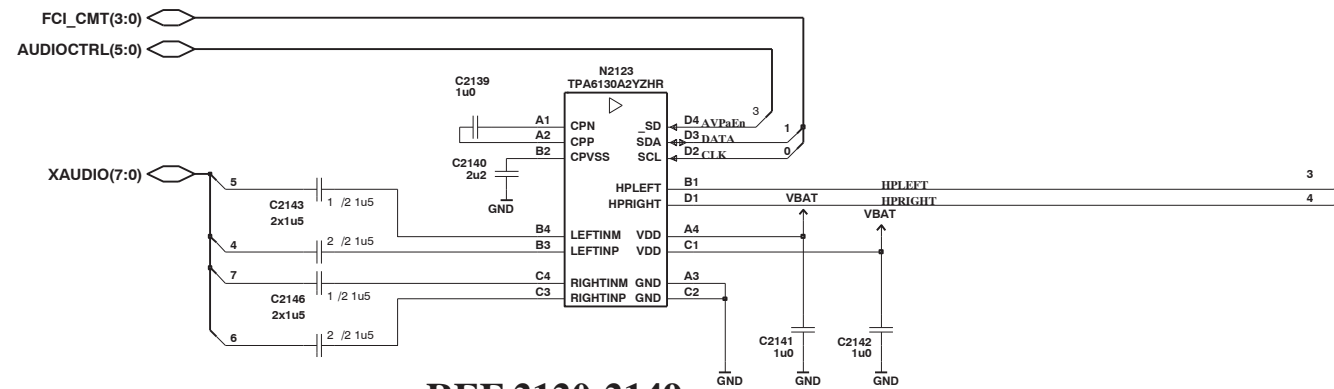 FCI_CMT(3:0)
AUDIOCTRL(5:0)
N2123
TPA6130A2YZHR
C2139
1u0
3
A1 CPN _SD D4 AVPaEn
A2 CPP SDA D3 DATA 1
B2 CPVSS SCL D2 CLK 0
C2140
2u2
GND
XAUDIO(7:0)
HPLEFT B1 HPLEFT 3
HPRIGHT D1 HPRIGHT 4
VBAT
VBAT
5
C2143
2x1u5
1 /2 1u5
4
2 /2 1u5
B4 LEFTINM VDD A4
B3 LEFTINP VDD C1
7
C2146
2x1u5
1 /2 1u5
C4 RIGHTINM GND A3
C3 RIGHTINP GND C2
6
2 /2 1u5
C2141
1u0
C2142
1u0
GND
GND
GND
REF 2120-2149